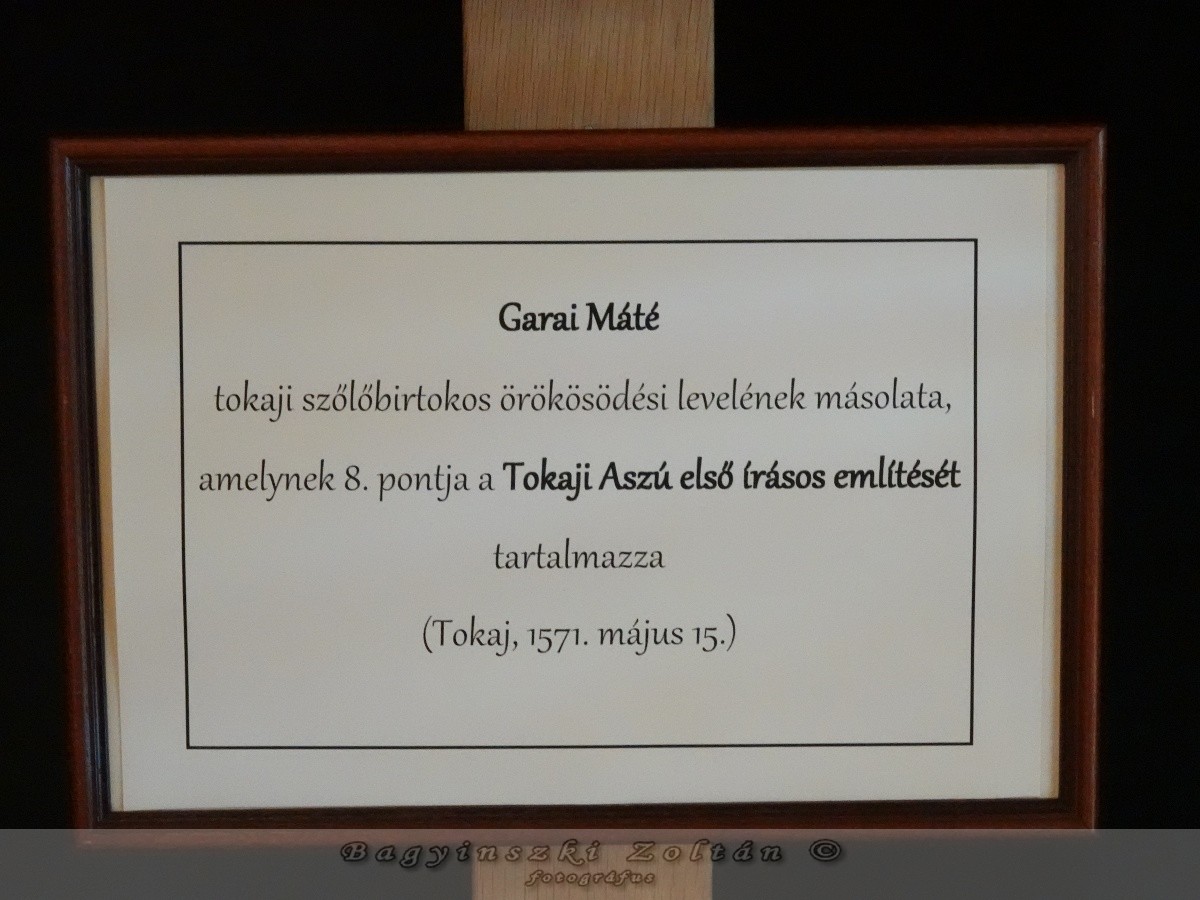 Garai Máté
tokaji szőlőbirtokos örökösödési levelének másolata,
amelynek 8. pontja a Tokaji Aszú első írásos említését
tartalmazza
(Tokaj, 1571. május 15.)
Bagyinszki Zoltán ©
fotográfus